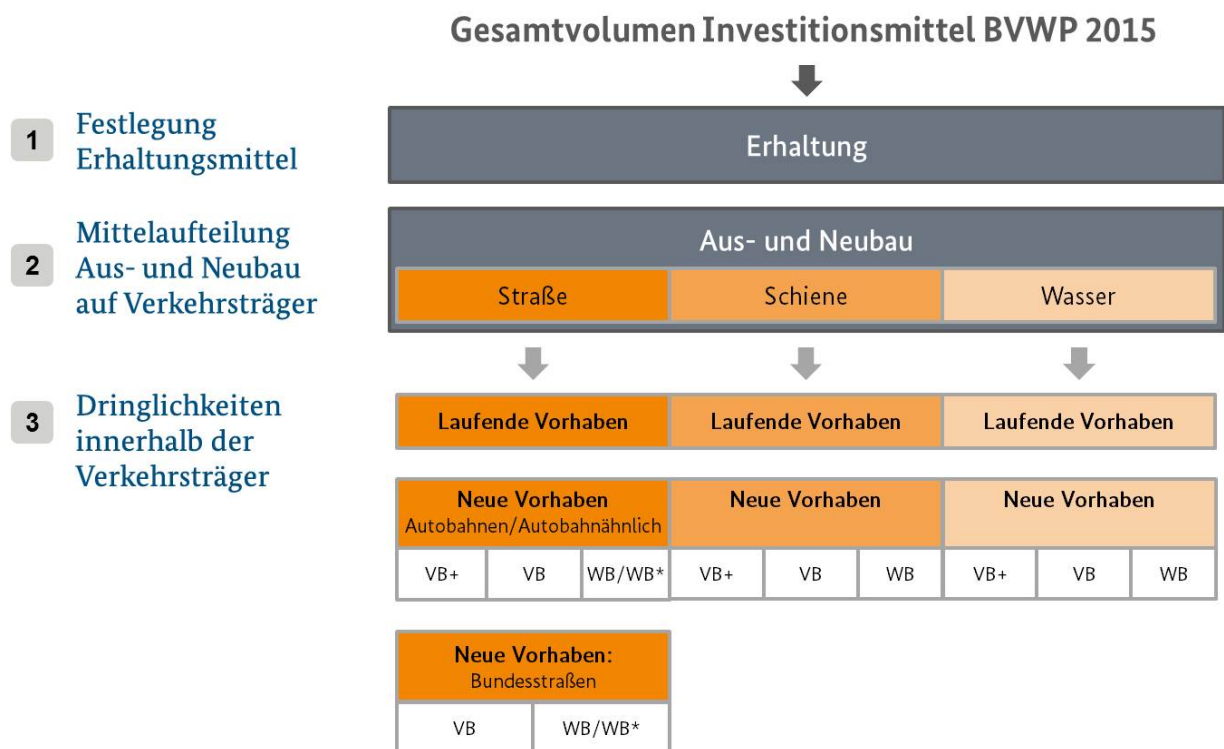 Gesamtvolumen Investitionsmittel BVWP 2015
1
Festlegung
Erhaltungsmittel
Erhaltung
2
Mittelaufteilung
Aus- und Neubau
auf Verkehrsträger
Aus- und Neubau
Straße
Schiene
Wasser
3
Dringlichkeiten
innerhalb der
Verkehrsträger
Laufende Vorhaben
Laufende Vorhaben
Laufende Vorhaben
Neue Vorhaben
Autobahnen/Autobahnähnlich
Neue Vorhaben
Neue Vorhaben
VB+
VB
WB/WB*
VB+
VB
WB
VB+
VB
WB
Neue Vorhaben:
Bundesstraßen
VB
WB/WB*